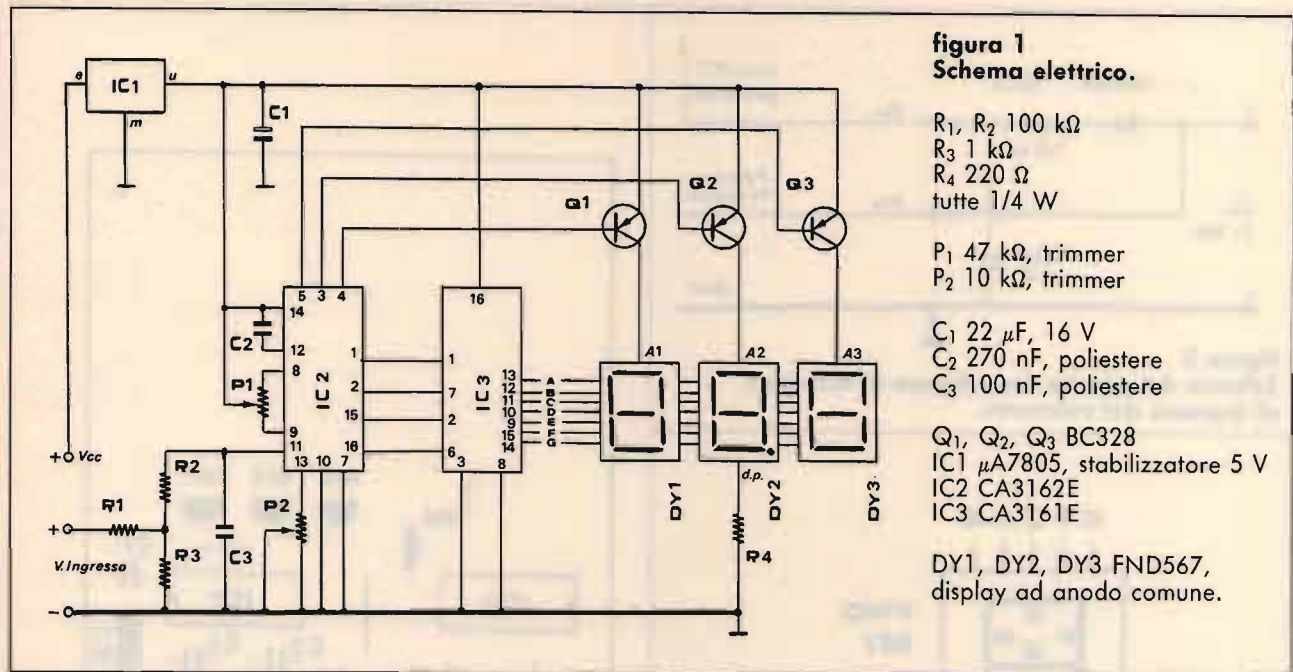 figura 1
Schema elettrico.
R₁, R₂ 100 kΩ
R₃ 1 kΩ
R₄ 220 Ω
tutte 1/4 W
P₁ 47 kΩ, trimmer
P₂ 10 kΩ, trimmer
C₁ 22 μF, 16 V
C₂ 270 nF, poliestere
C₃ 100 nF, poliestere
Q₁, Q₂, Q₃ BC328
IC1 μA7805, stabilizzatore 5 V
IC2 CA3162E
IC3 CA3161E
DY1, DY2, DY3 FND567,
display ad anodo comune.
e IC1 u
m
C1
Q1 Q2 Q3
5 3 4
14
12
8
9
11
13 10 7
1
2
15
16
IC2
C2
P1
16
1
7
2
6
3 8
IC3
13 A
12 B
11 C
10 D
9 E
15 F
14 G
A1 A2 A3
d.p.
DY1 DY2 DY3
+ Vcc
R2
R1
+
V. Ingresso
R3
C3
P2
R4
-